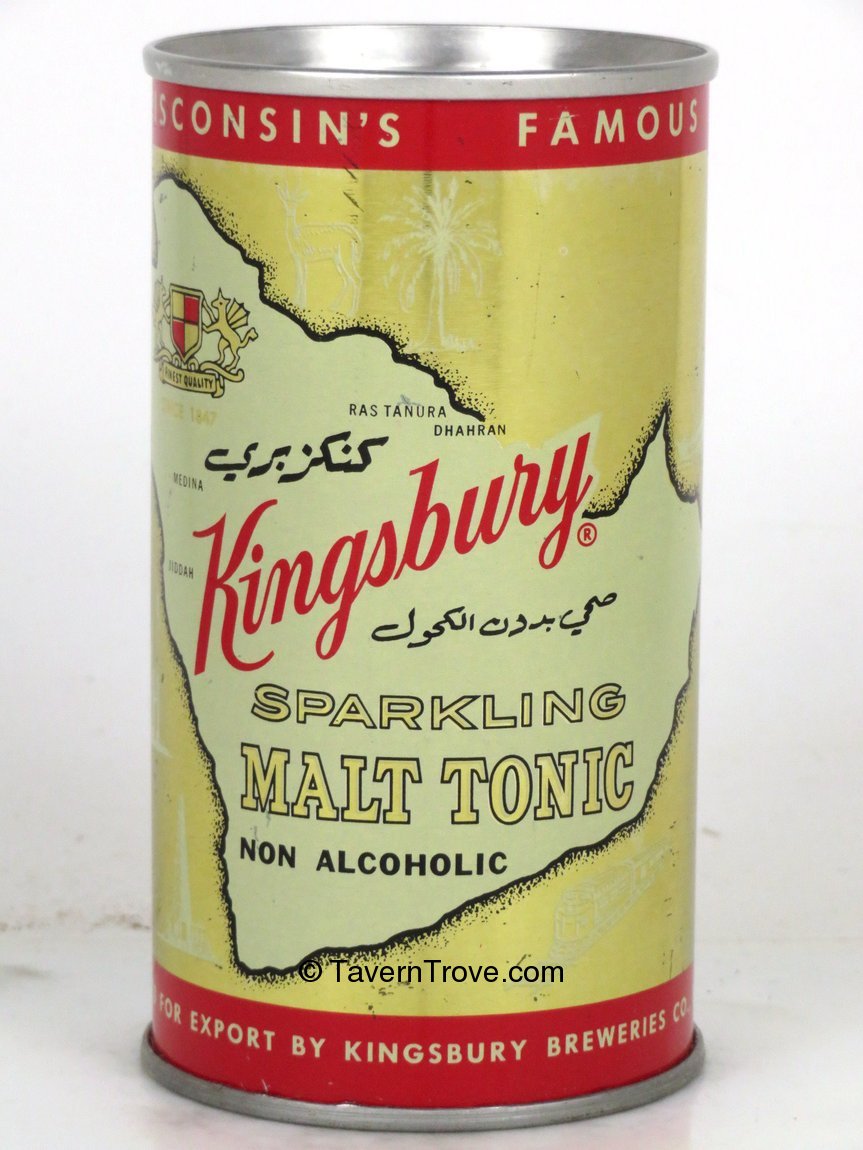 ISCONSIN'S FAMOUS
FINEST QUALITY
SINCE 1847
RAS TANURA
DHAHRAN
كنكزبري
MEDINA
Kingsbury®
JIDDAH
صحي بدون الكحول
SPARKLING
MALT TONIC
NON ALCOHOLIC
© TavernTrove.com
FOR EXPORT BY KINGSBURY BREWERIES CO.